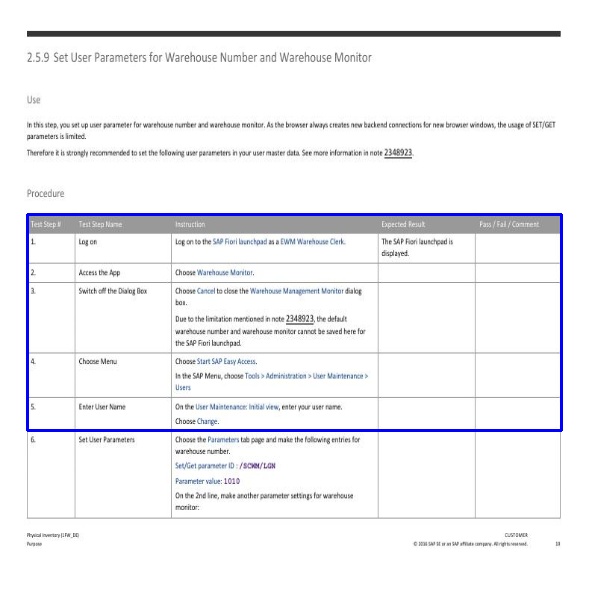 2.5.9 Set User Parameters for Warehouse Number and Warehouse Monitor
Use
In this step, you set up user parameter for warehouse number and warehouse monitor. As the browser always creates new backend connections for new browser windows, the usage of SET/GET
parameters is limited.
Therefore it is strongly recommended to set the following user parameters in your user master data. See more information in note 2348923.
Procedure
Test Step # Test Step Name Instruction Expected Result Pass / Fail / Comment
1. Log on Log on to the SAP Fiori launchpad as a EWM Warehouse Clerk. The SAP Fiori launchpad is
displayed.
2. Access the App Choose Warehouse Monitor.
3. Switch off the Dialog Box Choose Cancel to close the Warehouse Management Monitor dialog
box.
Due to the limitation mentioned in note 2348923, the default
warehouse number and warehouse monitor cannot be saved here for
the SAP Fiori launchpad.
4. Choose Menu Choose Start SAP Easy Access.
In the SAP Menu, choose Tools > Administration > User Maintenance >
Users
5. Enter User Name On the User Maintenance: Initial view, enter your user name.
Choose Change.
6. Set User Parameters Choose the Parameters tab page and make the following entries for
warehouse number.
Set/Get parameter ID : /SCWM/LGN
Parameter value: 1010
On the 2nd line, make another parameter settings for warehouse
monitor:
Physical Inventory (1FW_DE) CUSTOMER
Purpose © 2016 SAP SE or an SAP affiliate company. All rights reserved.